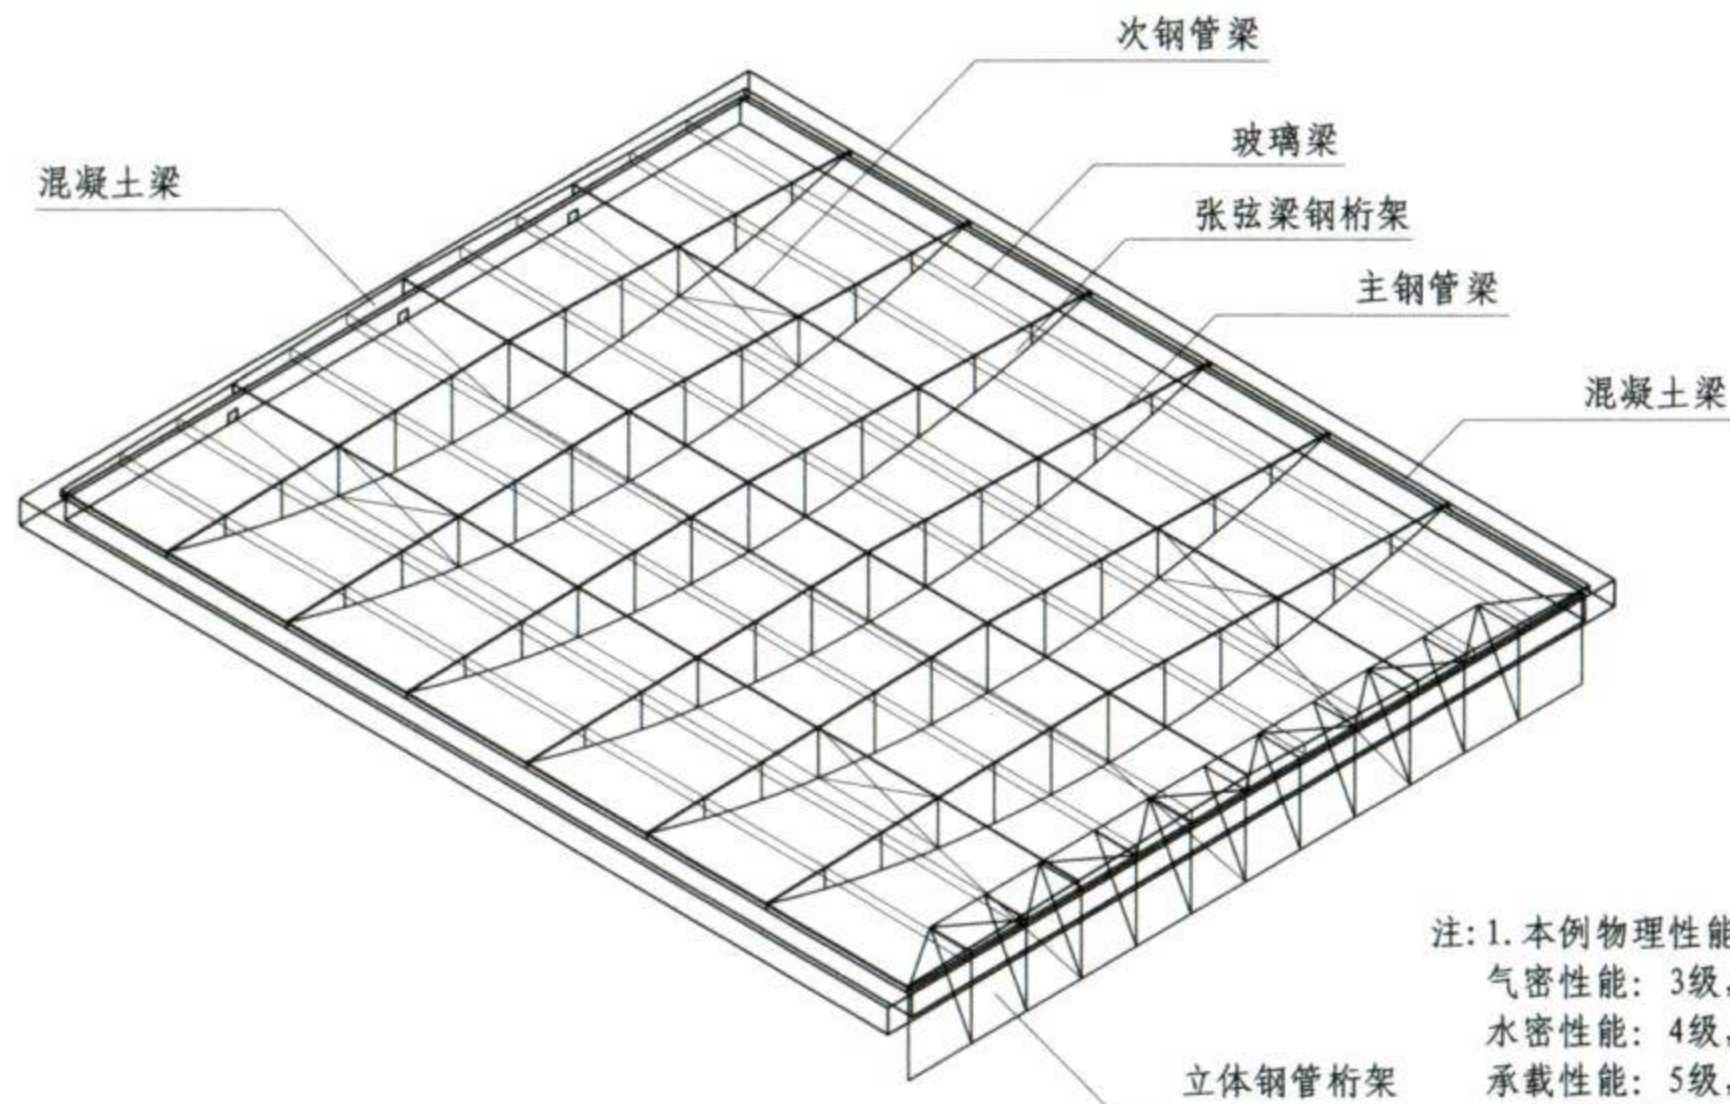 次钢管梁
玻璃梁
混凝土梁
张弦梁钢桁架
主钢管梁
混凝土梁
注: 1. 本例物理性能
气密性能: 3级,
水密性能: 4级,
立体钢管桁架
承载性能: 5级,